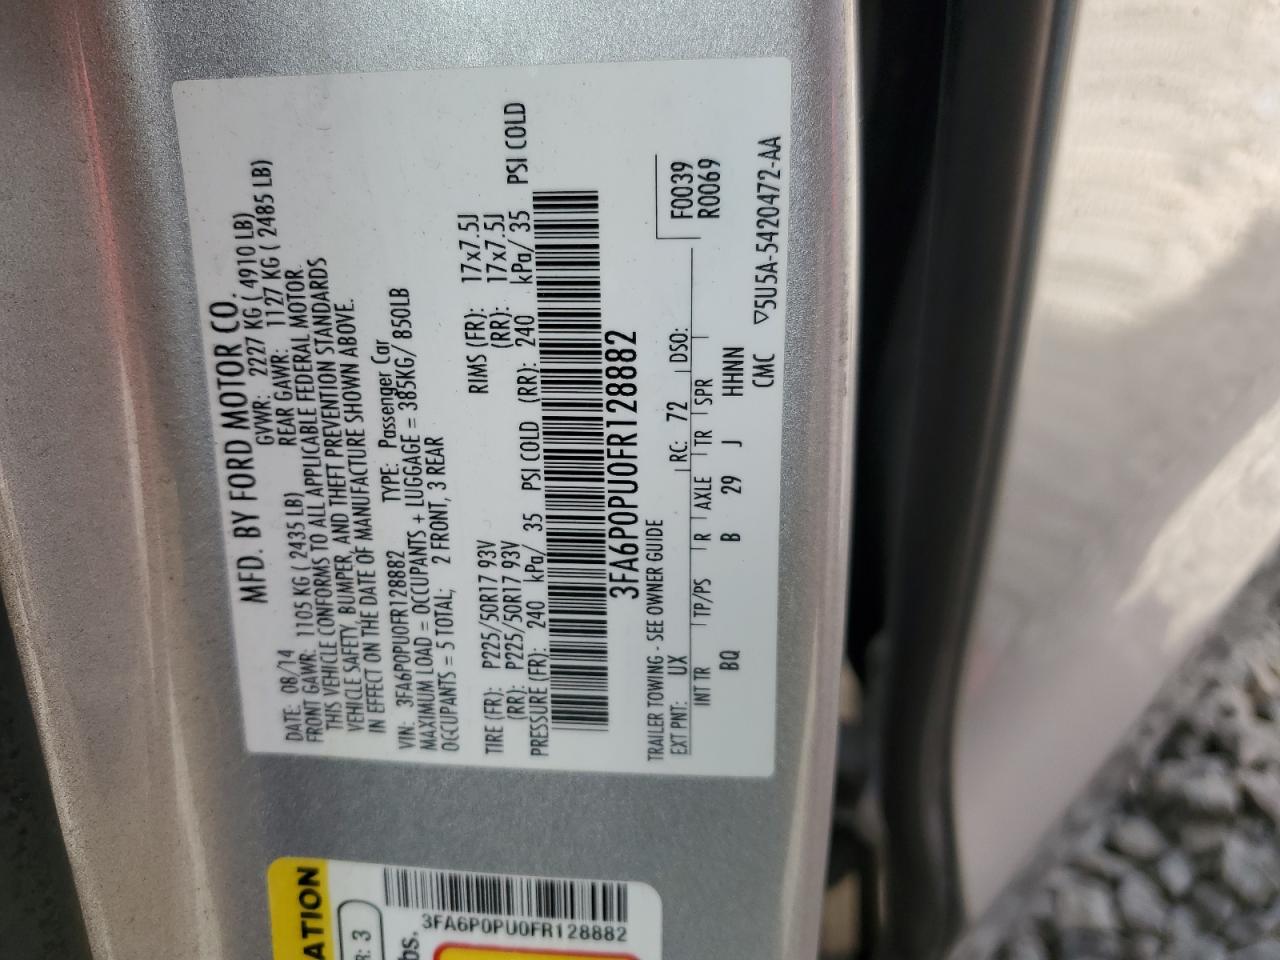 MFD. BY FORD MOTOR CO.
DATE: 08/14 GVWR: 2227 KG ( 4910 LB)
FRONT GAWR: 1105 KG ( 2435 LB) REAR GAWR: 1127 KG ( 2485 LB)
THIS VEHICLE CONFORMS TO ALL APPLICABLE FEDERAL MOTOR
VEHICLE SAFETY, BUMPER, AND THEFT PREVENTION STANDARDS
IN EFFECT ON THE DATE OF MANUFACTURE SHOWN ABOVE.
VIN: 3FA6P0PU0FR128882 TYPE: Passenger Car
MAXIMUM LOAD = OCCUPANTS + LUGGAGE = 385KG/ 850LB
OCCUPANTS = 5 TOTAL; 2 FRONT, 3 REAR
TIRE (FR): P225/50R17 93V RIMS (FR): 17x7.5J
(RR): P225/50R17 93V (RR): 17x7.5J
PRESSURE (FR): 240 kPa/ 35 PSI COLD (RR): 240 kPa/ 35 PSI COLD
3FA6P0PU0FR128882
TRAILER TOWING - SEE OWNER GUIDE
F0039
R0069
EXT PNT: UX RC: 72 DSO:
INT TR TP/PS R AXLE TR SPR
BQ B 29 J HHNN
CMC ▽5U5A-5420472-AA
ATION
R: 3
bs.
3FA6P0PU0FR128882